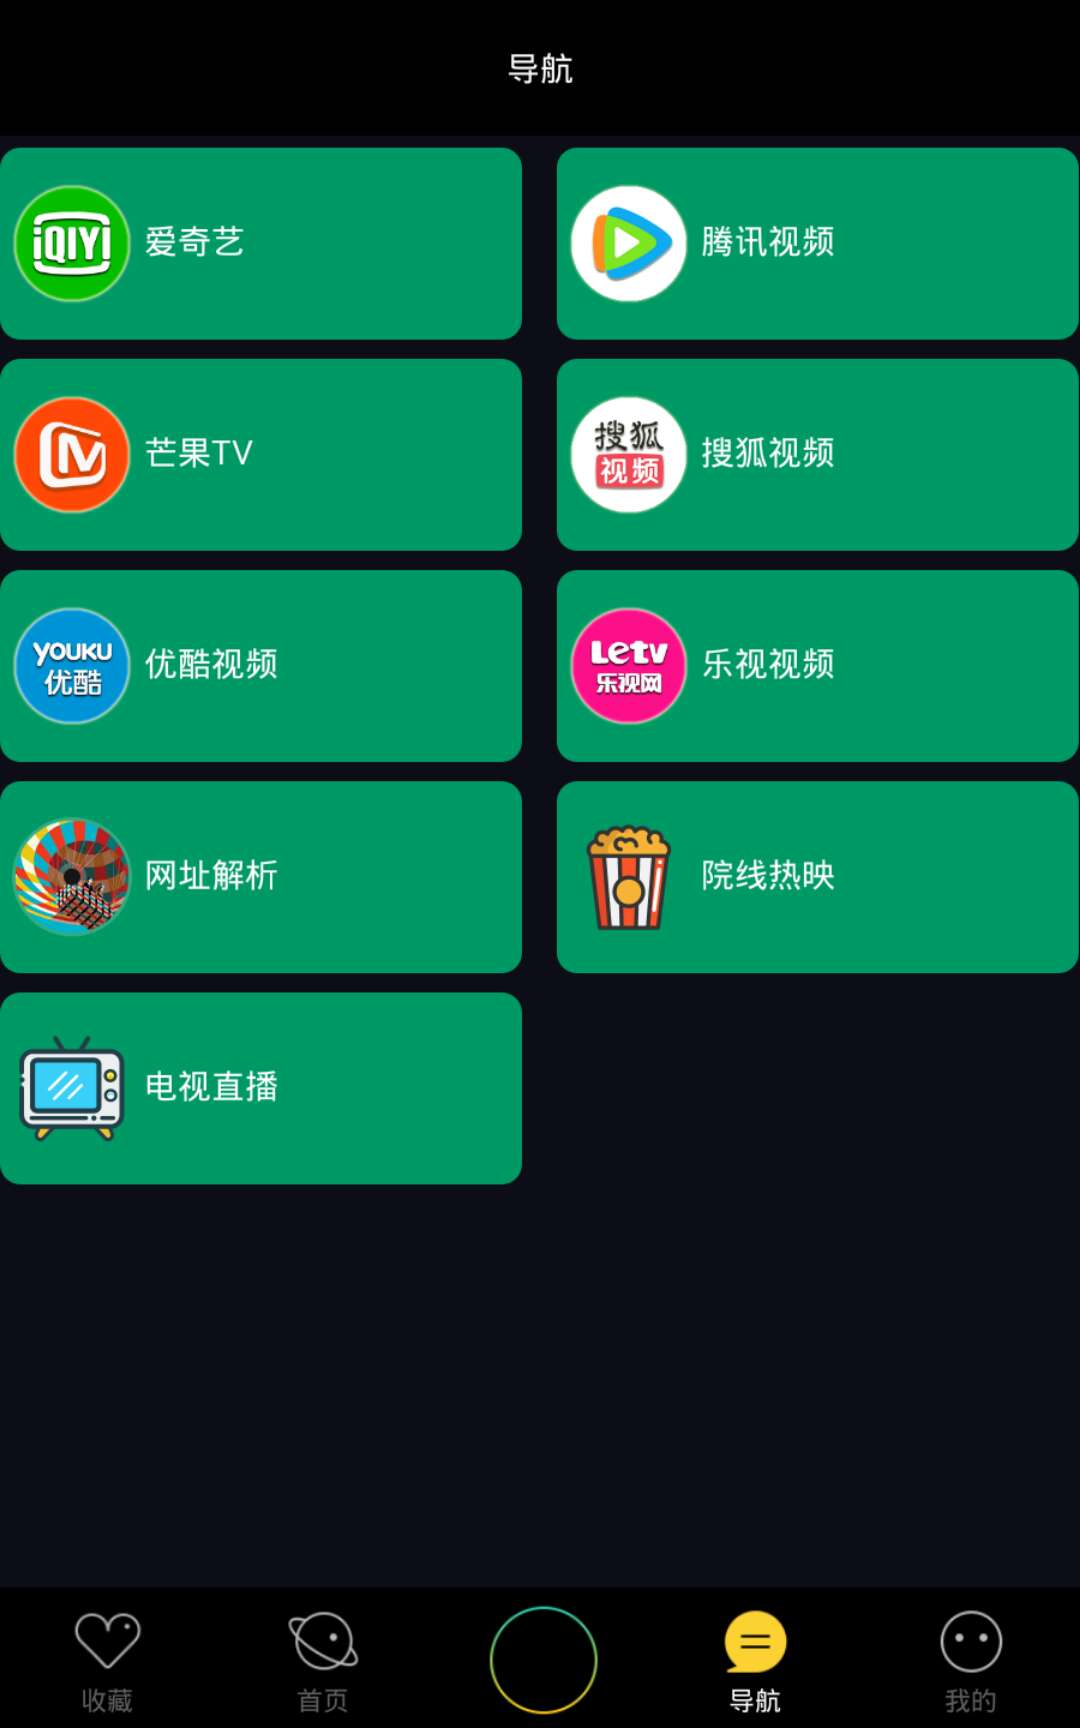 导航
iQIYI
爱奇艺
腾讯视频
芒果TV
搜狐
视频
搜狐视频
YOUKU
优酷
优酷视频
Letv
乐视网
乐视视频
网址解析
院线热映
电视直播
收藏
首页
导航
我的